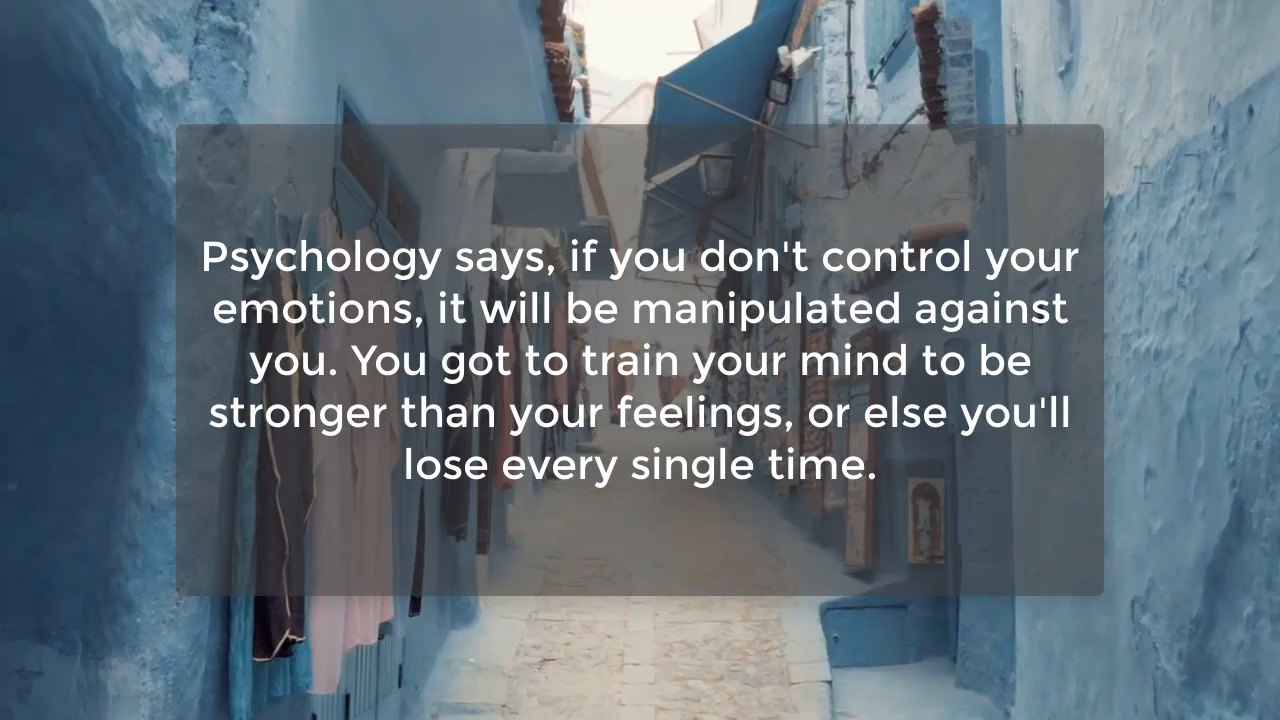 Psychology says, if you don't control your
emotions, it will be manipulated against
you. You got to train your mind to be
stronger than your feelings, or else you'll
lose every single time.